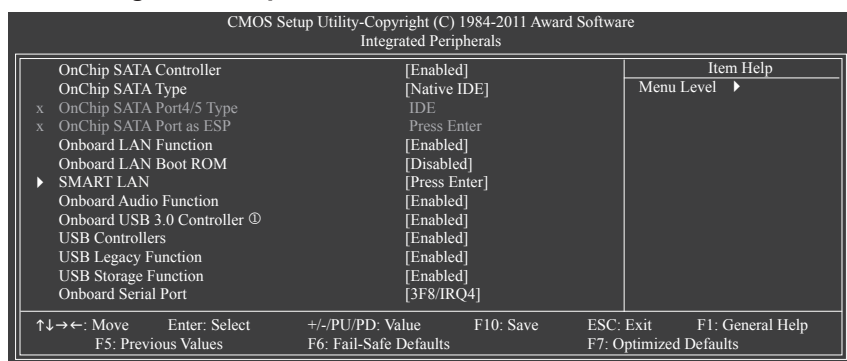 CMOS Setup Utility-Copyright (C) 1984-2011 Award Software
Integrated Peripherals
OnChip SATA Controller [Enabled]
OnChip SATA Type [Native IDE]
x OnChip SATA Port4/5 Type IDE
x OnChip SATA Port as ESP Press Enter
Onboard LAN Function [Enabled]
Onboard LAN Boot ROM [Disabled]
▶ SMART LAN [Press Enter]
Onboard Audio Function [Enabled]
Onboard USB 3.0 Controller ① [Enabled]
USB Controllers [Enabled]
USB Legacy Function [Enabled]
USB Storage Function [Enabled]
Onboard Serial Port [3F8/IRQ4]
Item Help
Menu Level ▶
↑↓→←: Move Enter: Select +/-/PU/PD: Value F10: Save ESC: Exit F1: General Help
F5: Previous Values F6: Fail-Safe Defaults F7: Optimized Defaults